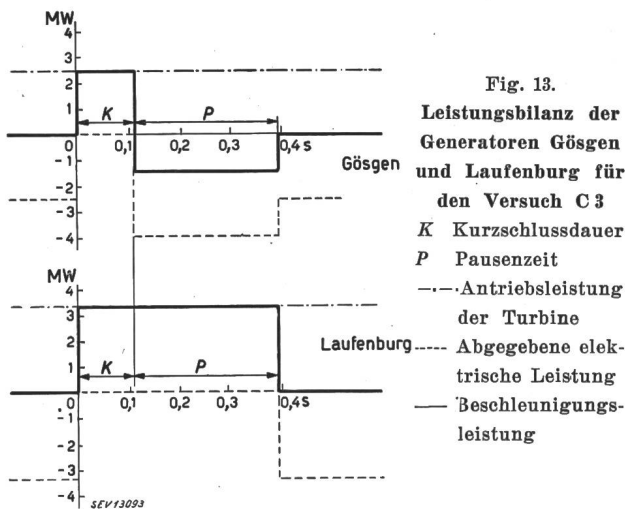 MW
4
3
2
1
K
P
0
0,1
0,2
0,3
0,4 s
-1
-2
-3
-4
Gösgen
MW
4
3
2
1
K
P
0
0,1
0,2
0,3
0,4 s
-1
-2
-3
-4
Laufenburg
SEV13093
Fig. 13.
Leistungsbilanz der
Generatoren Gösgen
und Laufenburg für
den Versuch C 3
K Kurzschlussdauer
P Pausenzeit
—·—· Antriebsleistung
der Turbine
----- Abgegebene elek-
trische Leistung
—— Beschleunigungs-
leistung